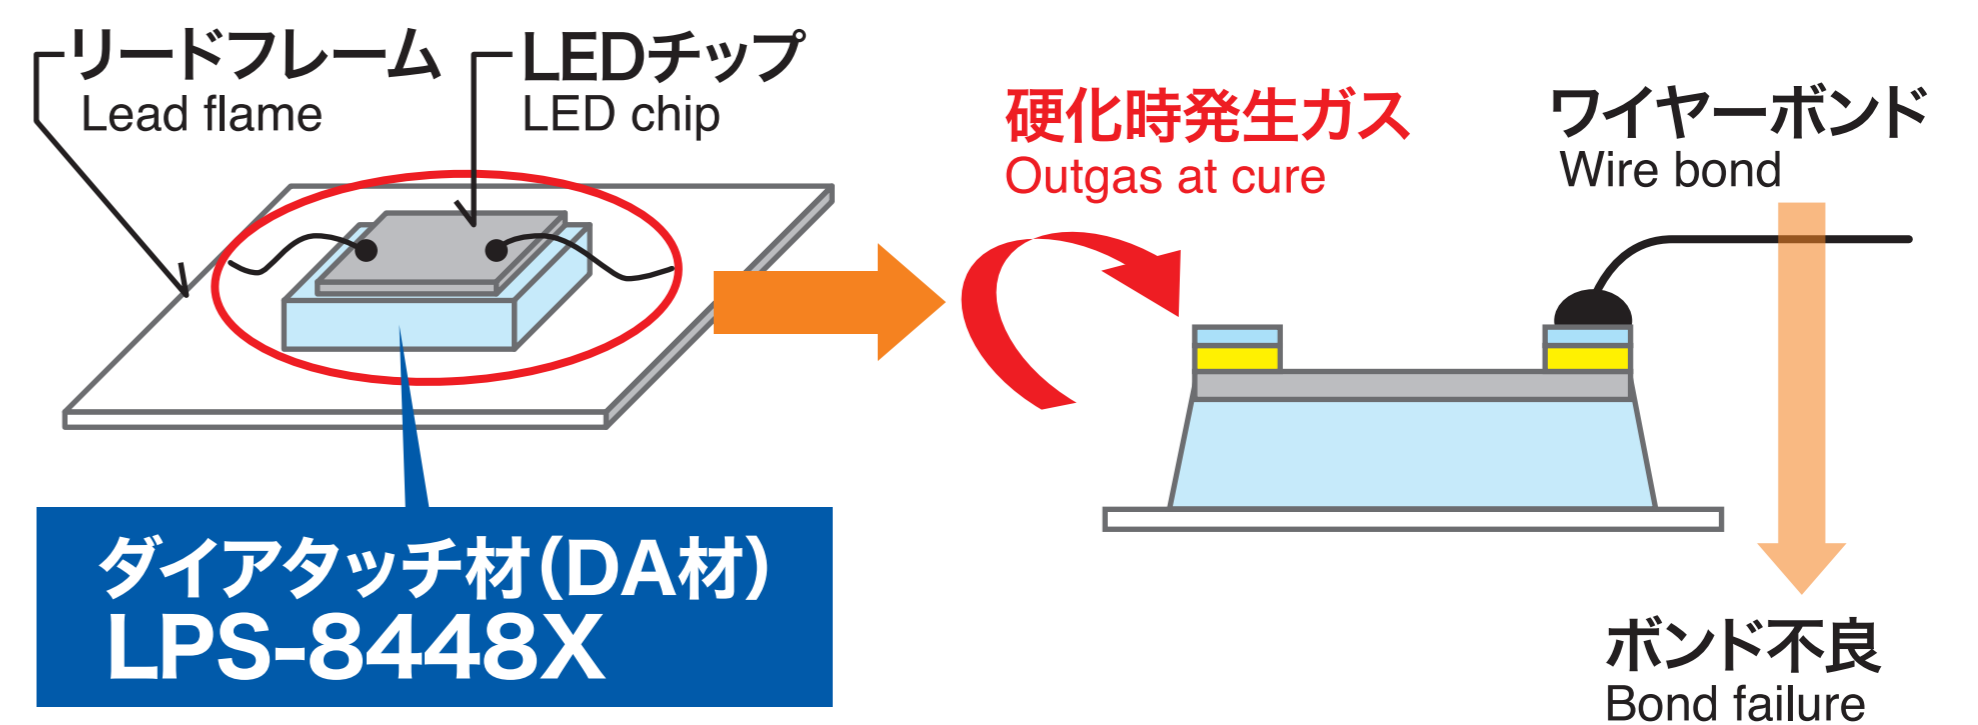 リードフレーム
Lead flame
LEDチップ
LED chip
硬化時発生ガス
Outgas at cure
ワイヤーボンド
Wire bond
ダイアタッチ材(DA材)
LPS-8448X
ボンド不良
Bond failure